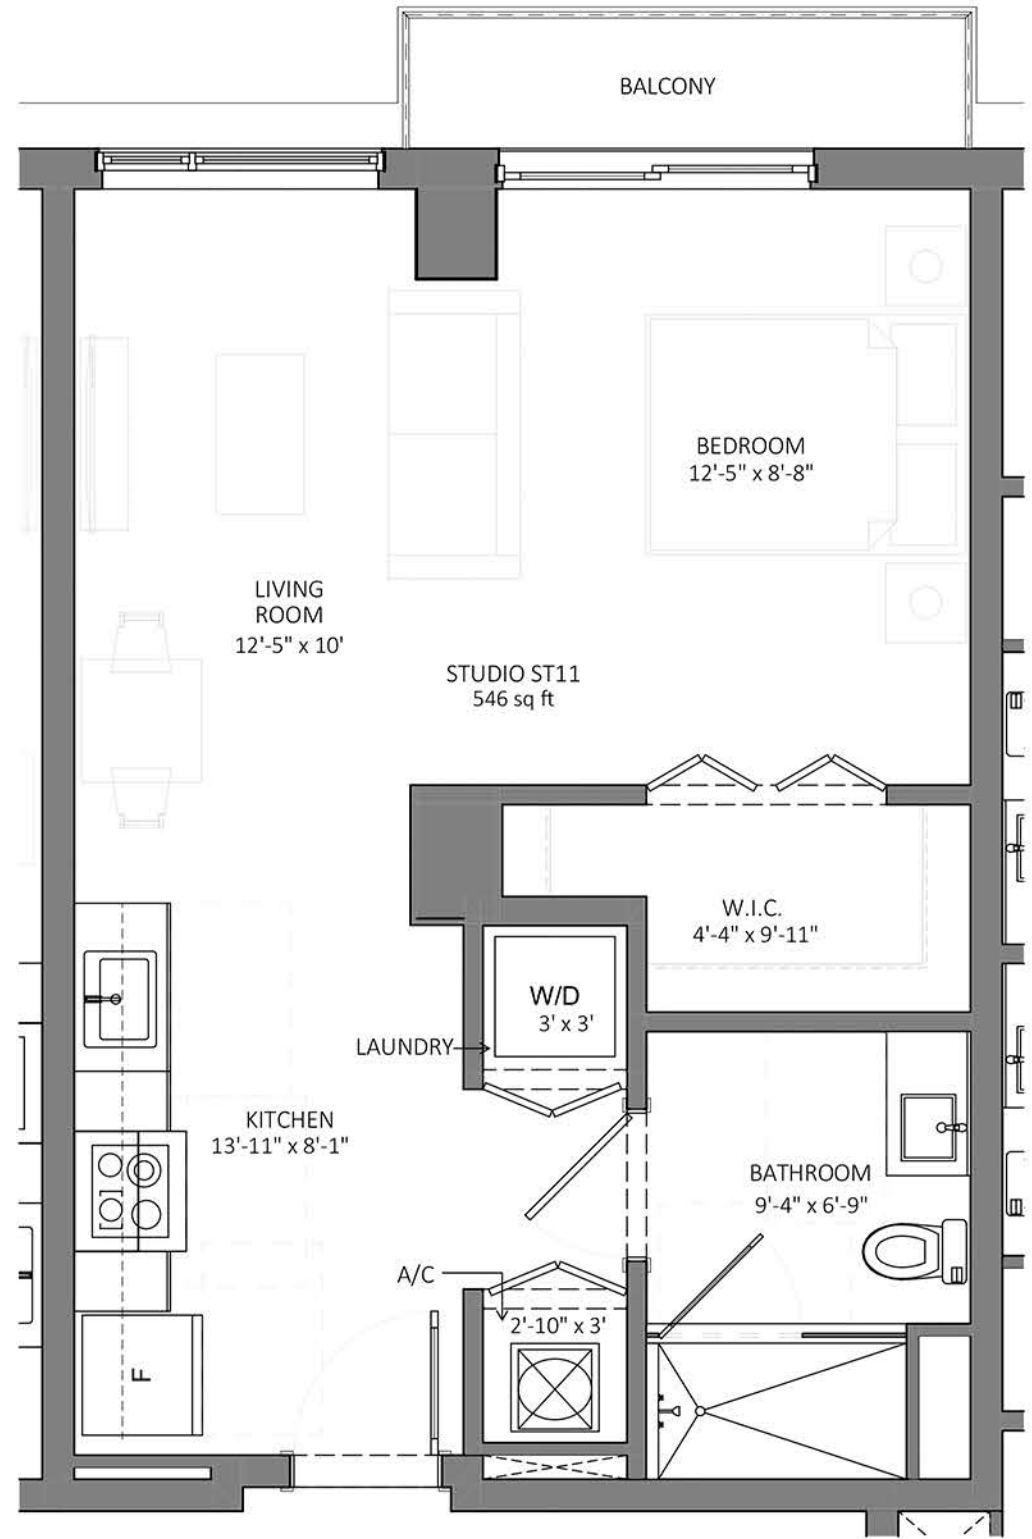 BALCONY
BEDROOM
12'-5" x 8'-8"
LIVING
ROOM
12'-5" x 10'
STUDIO ST11
546 sq ft
W.I.C.
4'-4" x 9'-11"
W/D
3' x 3'
LAUNDRY
KITCHEN
13'-11" x 8'-1"
BATHROOM
9'-4" x 6'-9"
A/C
2'-10" x 3'
F